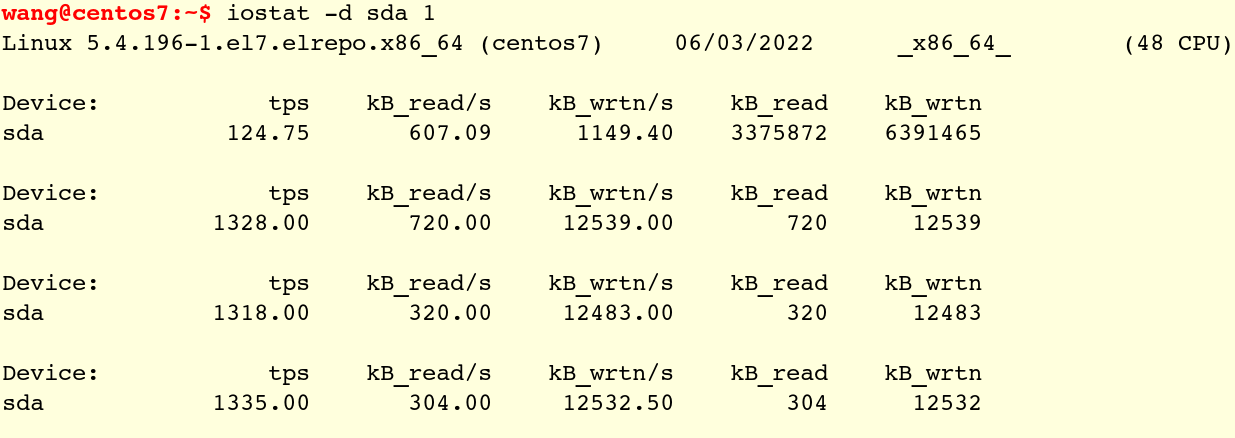 wang@centos7:~$ iostat -d sda 1
Linux 5.4.196-1.el7.elrepo.x86_64 (centos7) 06/03/2022 _x86_64_ (48 CPU)
Device: tps kB_read/s kB_wrtn/s kB_read kB_wrtn
sda 124.75 607.09 1149.40 3375872 6391465
Device: tps kB_read/s kB_wrtn/s kB_read kB_wrtn
sda 1328.00 720.00 12539.00 720 12539
Device: tps kB_read/s kB_wrtn/s kB_read kB_wrtn
sda 1318.00 320.00 12483.00 320 12483
Device: tps kB_read/s kB_wrtn/s kB_read kB_wrtn
sda 1335.00 304.00 12532.50 304 12532